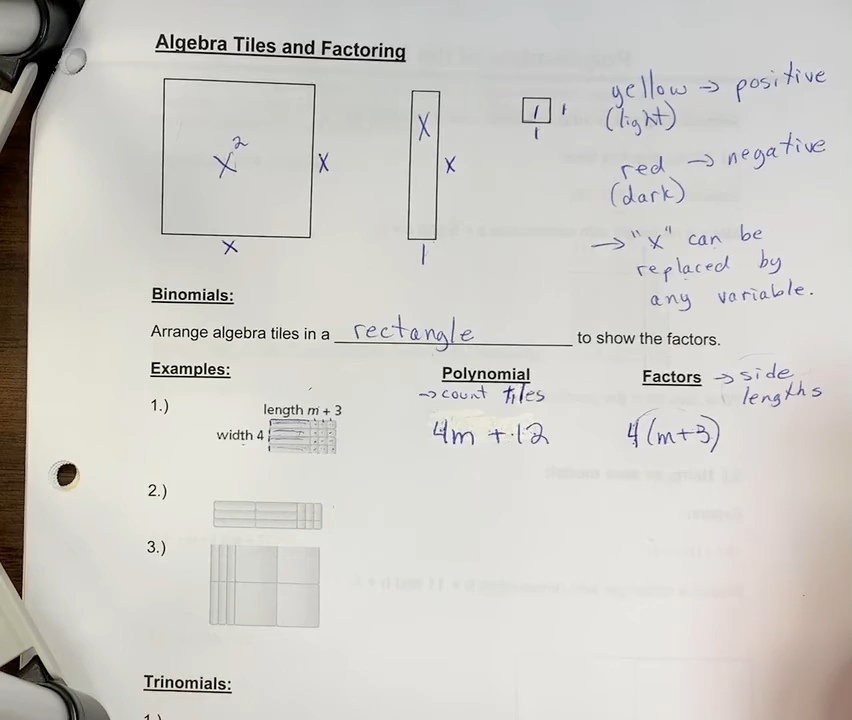 Algebra Tiles and Factoring
x²
x
x
x
x
1
1
1
1
yellow → positive
(light)
red → negative
(dark)
→ "x" can be
replaced by
any variable.
Binomials:
Arrange algebra tiles in a rectangle to show the factors.
Examples:
Polynomial
Factors → side
lengths
→ count tiles
1.)
length m + 3
width 4
4m + 12
4(m+3)
2.)
3.)
Trinomials:
1.)